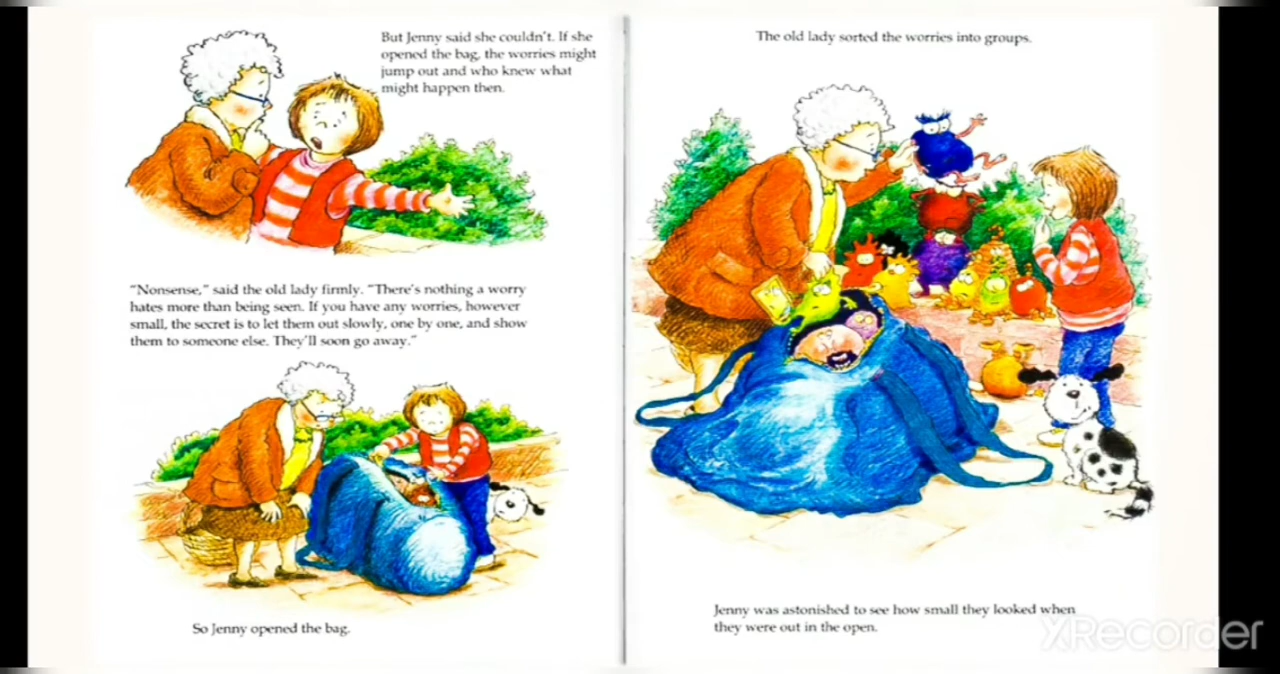 But Jenny said she couldn't. If she
opened the bag, the worries might
jump out and who knew what
might happen then.
"Nonsense," said the old lady firmly. "There's nothing a worry
hates more than being seen. If you have any worries, however
small, the secret is to let them out slowly, one by one, and show
them to someone else. They'll soon go away."
So Jenny opened the bag.
The old lady sorted the worries into groups.
Jenny was astonished to see how small they looked when
they were out in the open.
XRecorder